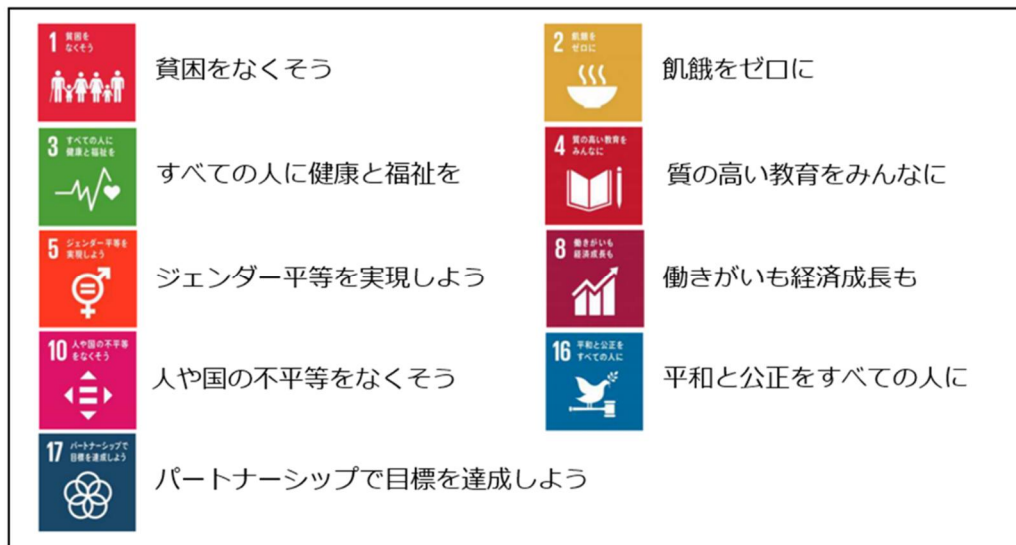 1 貧困を
なくそう
貧困をなくそう
2 飢餓を
ゼロに
飢餓をゼロに
3 すべての人に
健康と福祉を
すべての人に健康と福祉を
4 質の高い教育を
みんなに
質の高い教育をみんなに
5 ジェンダー平等を
実現しよう
ジェンダー平等を実現しよう
8 働きがいも
経済成長も
働きがいも経済成長も
10 人や国の不平等
をなくそう
人や国の不平等をなくそう
16 平和と公正を
すべての人に
平和と公正をすべての人に
17 パートナーシップで
目標を達成しよう
パートナーシップで目標を達成しよう